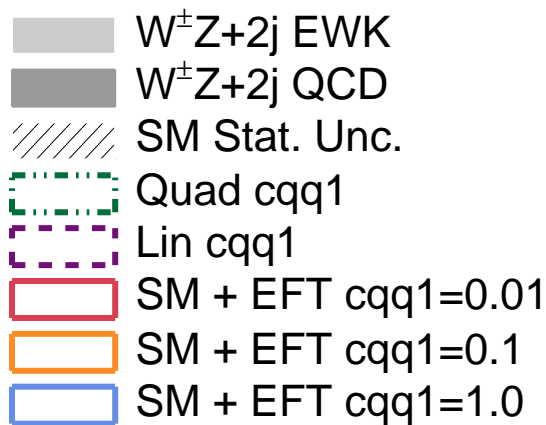 W±Z+2j EWK
W±Z+2j QCD
SM Stat. Unc.
Quad cqq1
Lin cqq1
SM + EFT cqq1=0.01
SM + EFT cqq1=0.1
SM + EFT cqq1=1.0